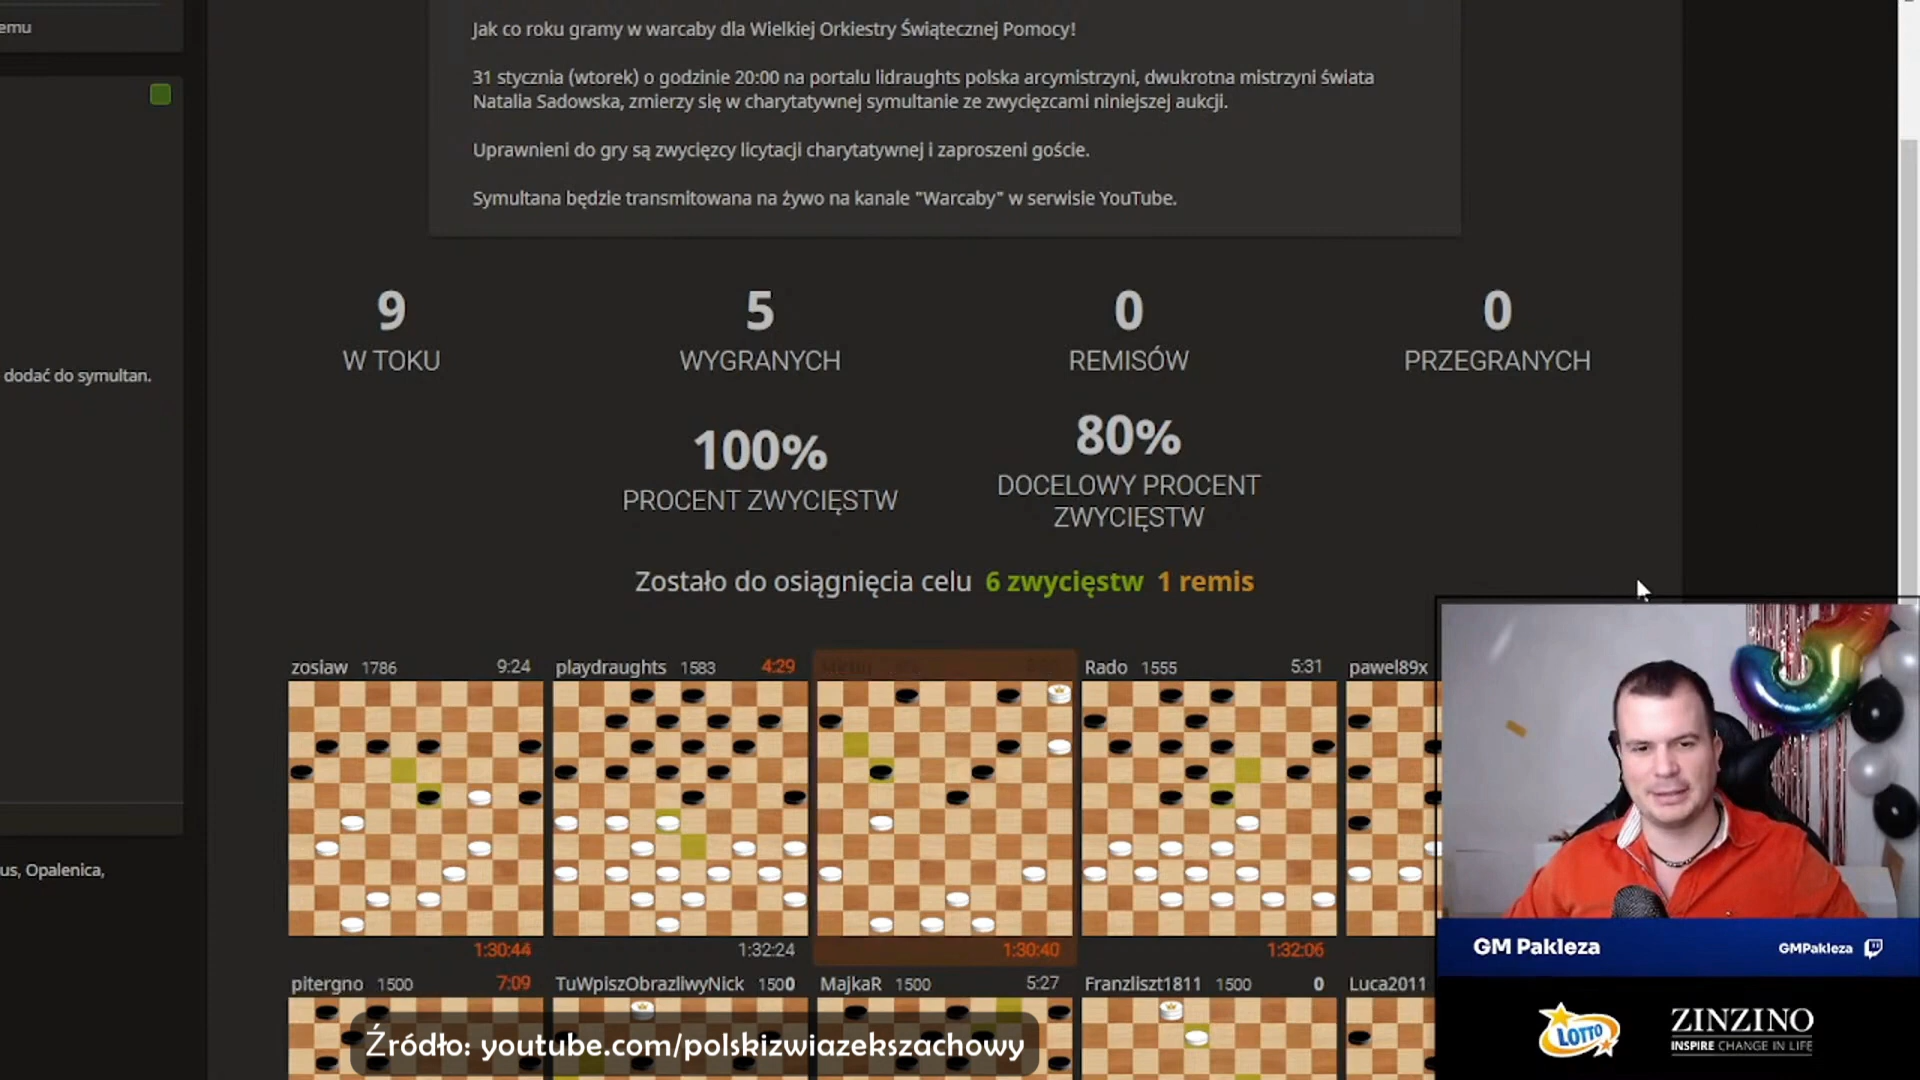 emu
Jak co roku gramy w warcaby dla Wielkiej Orkiestry Świątecznej Pomocy!
31 stycznia (wtorek) o godzinie 20:00 na portalu lidraughts polska arcymistrzyni, dwukrotna mistrzyni świata
Natalia Sadowska, zmierzy się w charytatywnej symultanie ze zwycięzcami niniejszej aukcji.
Uprawnieni do gry są zwycięzcy licytacji charytatywnej i zaproszeni goście.
Symultana będzie transmitowana na żywo na kanale "Warcaby" w serwisie YouTube.
9 5 0 0
W TOKU WYGRANYCH REMISÓW PRZEGRANYCH
dodać do symultan.
100% 80%
PROCENT ZWYCIĘSTW DOCELOWY PROCENT
ZWYCIĘSTW
Zostało do osiągnięcia celu 6 zwycięstw 1 remis
zoslaw 1786 9:24 playdraughts 1583 4:29 Rado 1555 5:31 pawel89x
us, Opalenica,
1:30:44 1:32:24 1:30:40 1:32:06
pitergno 1500 7:09 TuWpiszObrazliwyNick 1500 MajkaR 1500 5:27 Franzliszt1811 1500 0 Luca2011
GM Pakleza GMPakleza
LOTTO ZINZINO
INSPIRE CHANGE IN LIFE
Źródło: youtube.com/polskizwiazekszachowy